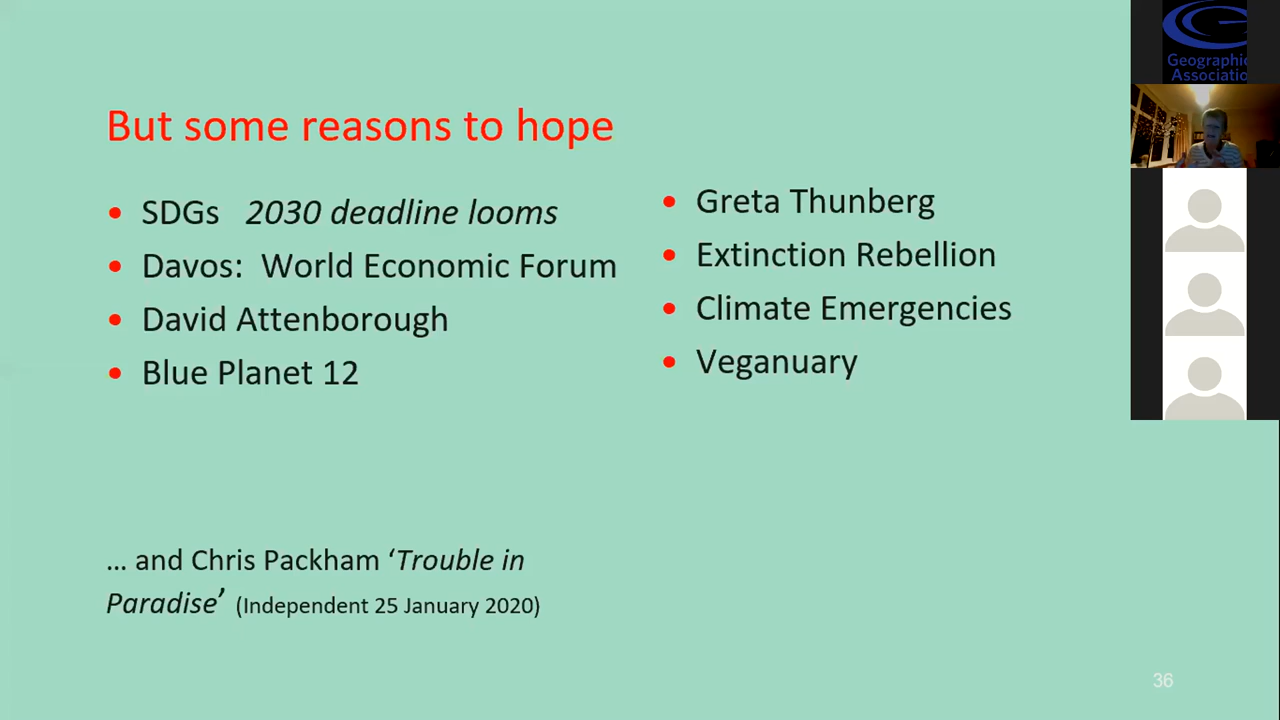 But some reasons to hope
• SDGs 2030 deadline looms
• Davos: World Economic Forum
• David Attenborough
• Blue Planet 12
• Greta Thunberg
• Extinction Rebellion
• Climate Emergencies
• Veganuary
... and Chris Packham ‘Trouble in
Paradise’ (Independent 25 January 2020)
36
Geographic
Associatio